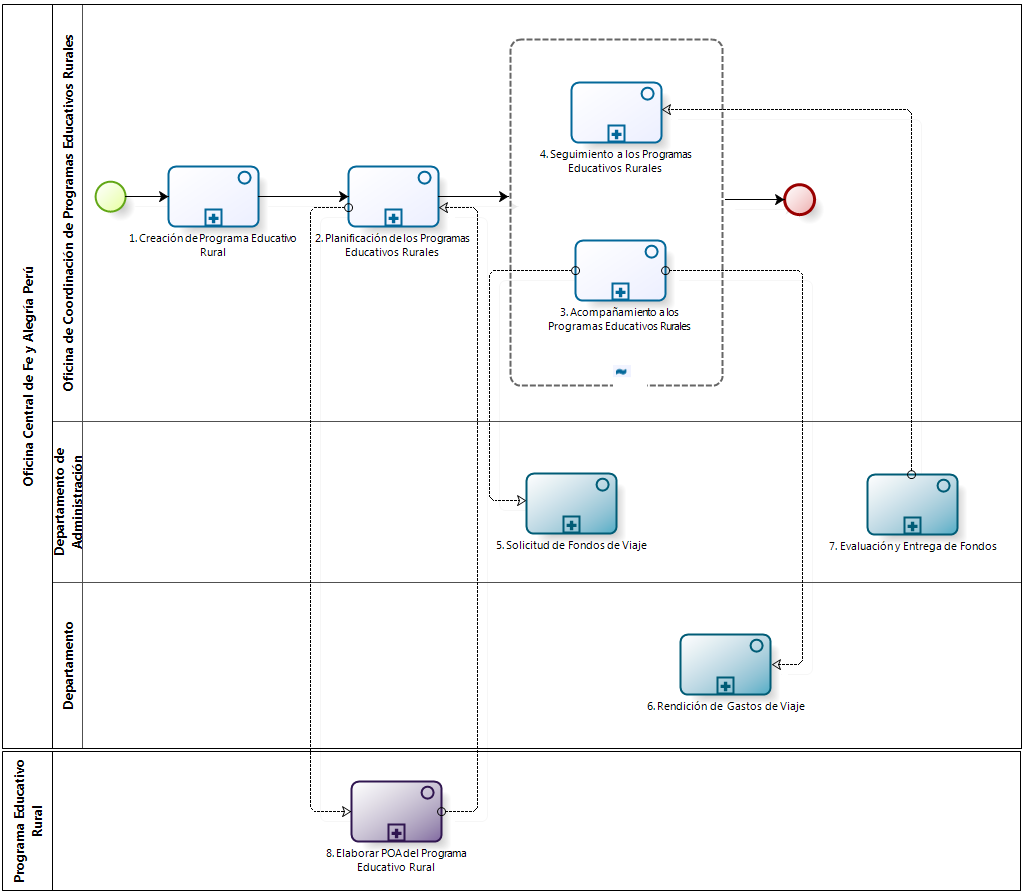 Oficina Central de Fe y Alegría Perú
Oficina de Coordinación de Programas Educativos Rurales
1. Creación de Programa Educativo
Rural
2. Planificación de los Programas
Educativos Rurales
4. Seguimiento a los Programas
Educativos Rurales
3. Acompañamiento a los
Programas Educativos Rurales
Departamento de
Administración
5. Solicitud de Fondos de Viaje
7. Evaluación y Entrega de Fondos
Departamento
6. Rendición de Gastos de Viaje
Programa Educativo
Rural
8. Elaborar POA del Programa
Educativo Rural